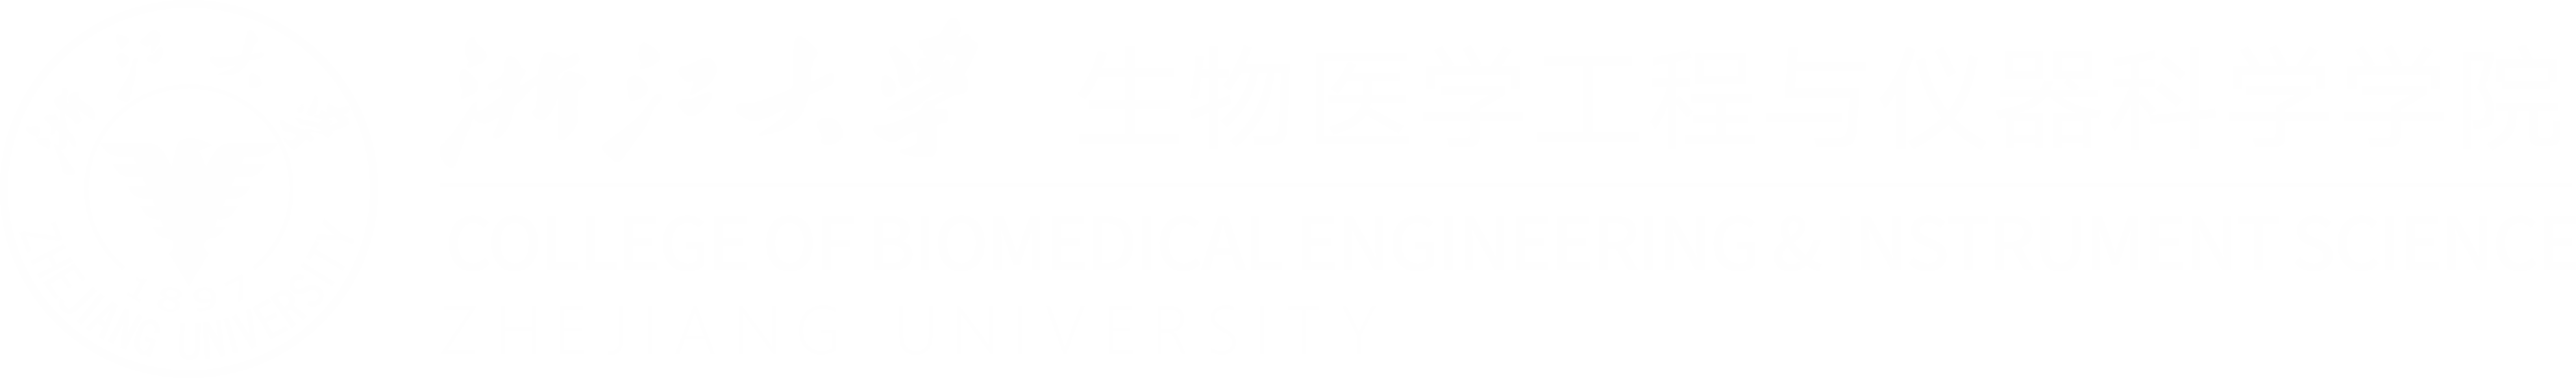 浙江大学 生物医学工程与仪器科学学院
COLLEGE OF BIOMEDICAL ENGINEERING & INSTRUMENT SCIENCE
ZHEJIANG UNIVERSITY